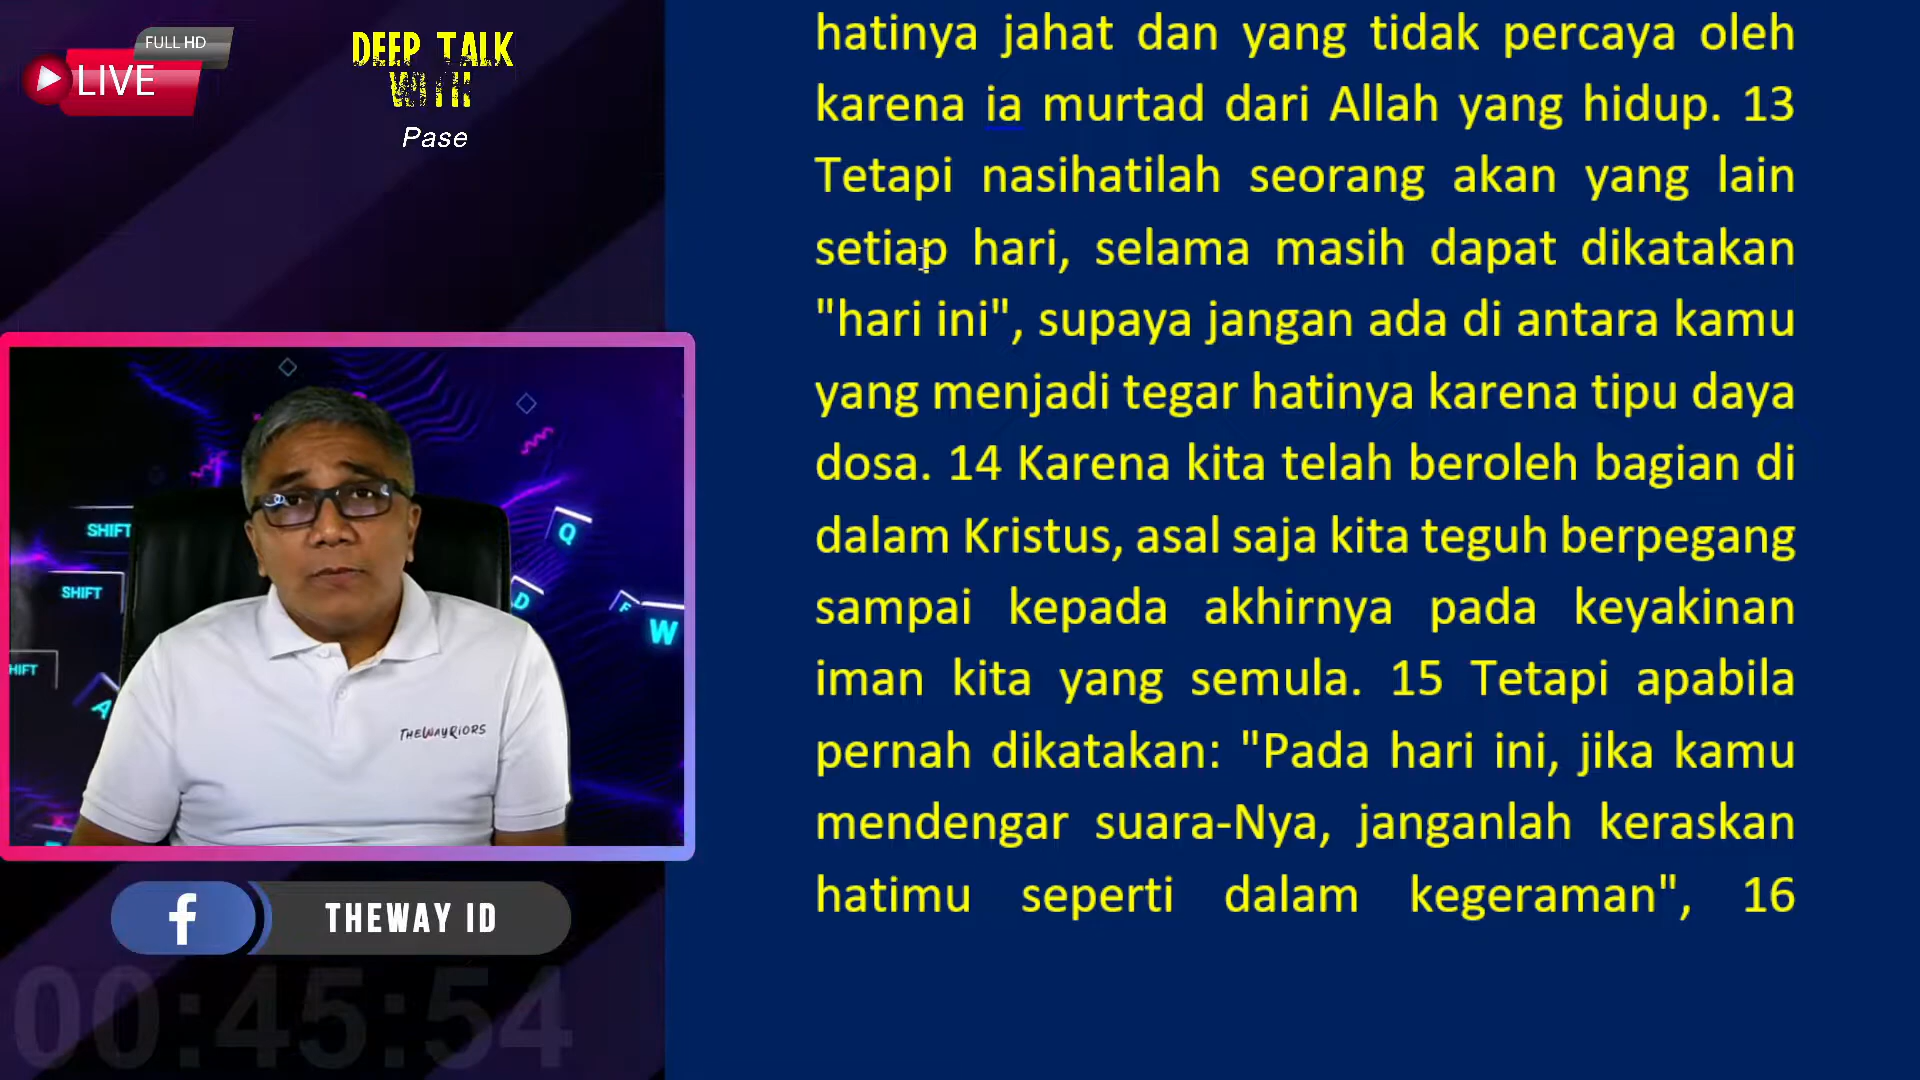 FULL HD
LIVE
DEEP TALK
WITH
Pase
hatinya jahat dan yang tidak percaya oleh
karena ia murtad dari Allah yang hidup. 13
Tetapi nasihatilah seorang akan yang lain
setiap hari, selama masih dapat dikatakan
"hari ini", supaya jangan ada di antara kamu
yang menjadi tegar hatinya karena tipu daya
dosa. 14 Karena kita telah beroleh bagian di
dalam Kristus, asal saja kita teguh berpegang
sampai kepada akhirnya pada keyakinan
iman kita yang semula. 15 Tetapi apabila
pernah dikatakan: "Pada hari ini, jika kamu
mendengar suara-Nya, janganlah keraskan
hatimu seperti dalam kegeraman", 16
SHIFT
SHIFT
HIFT
A
Q
D
F
W
THEWAYRIORS
f THEWAY ID
00:45:54